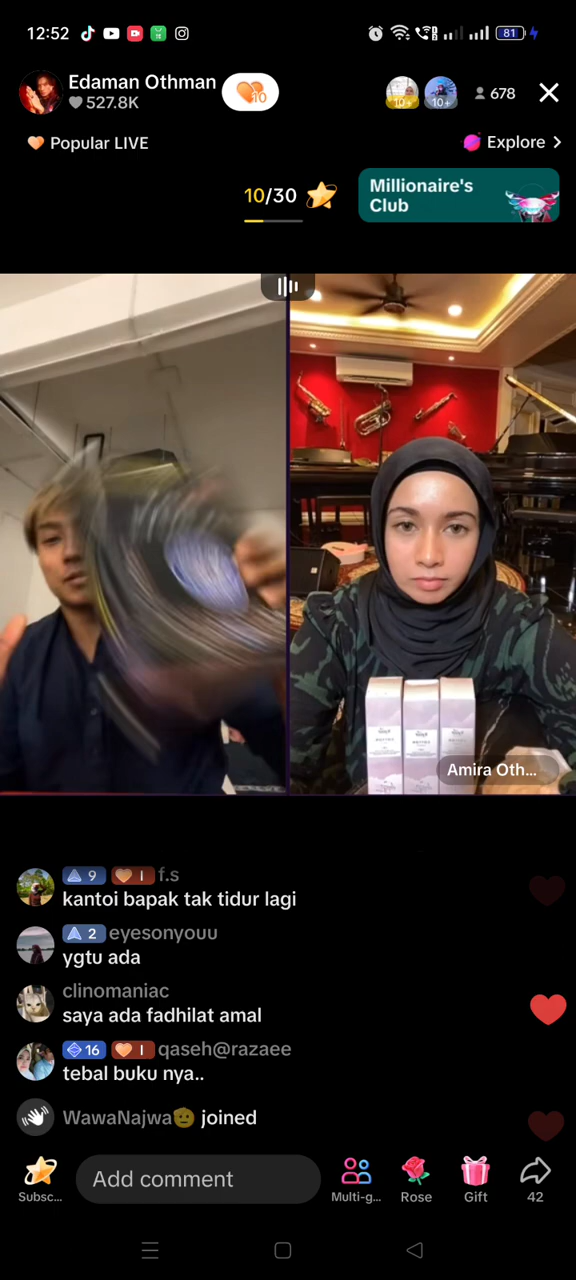 12:52
81
Edaman Othman
527.8K
10
10+
10+
678
Popular LIVE
Explore >
10/30
Millionaire's
Club
Amira Oth...
9 1 f.s
kantoi bapak tak tidur lagi
2 eyesonyouu
ygtu ada
clinomaniac
saya ada fadhilat amal
16 1 qaseh@razaee
tebal buku nya..
WawaNajwa🫡 joined
Subsc...
Add comment
Multi-g...
Rose
Gift
42